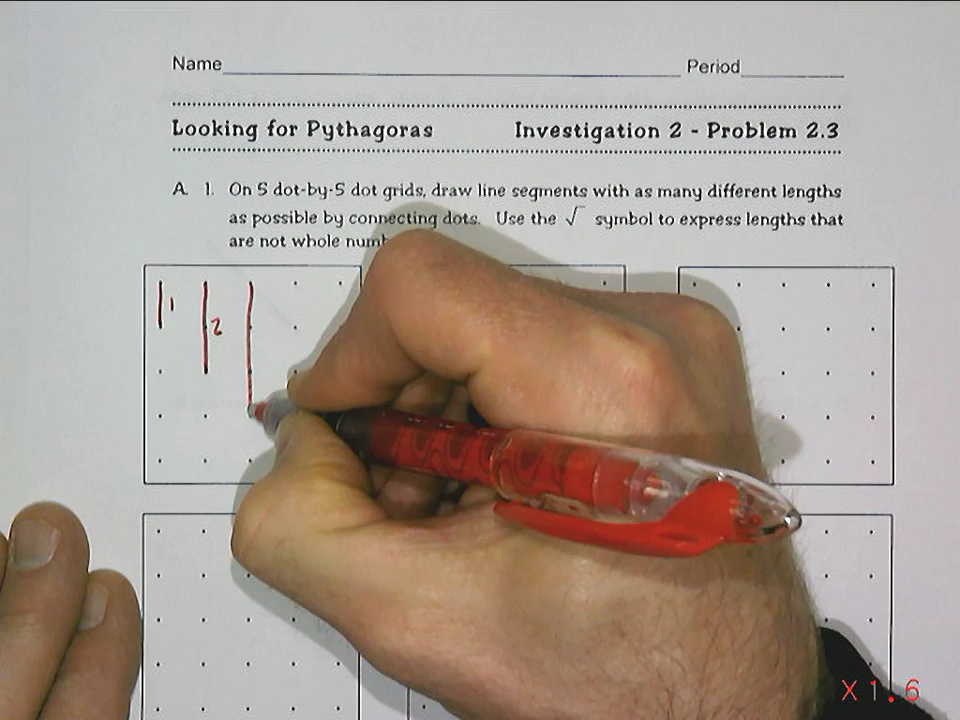 Name Period
Looking for Pythagoras Investigation 2 - Problem 2.3
A. 1. On 5 dot-by-5 dot grids, draw line segments with as many different lengths
as possible by connecting dots. Use the √ symbol to express lengths that
are not whole
1
2
X1.6